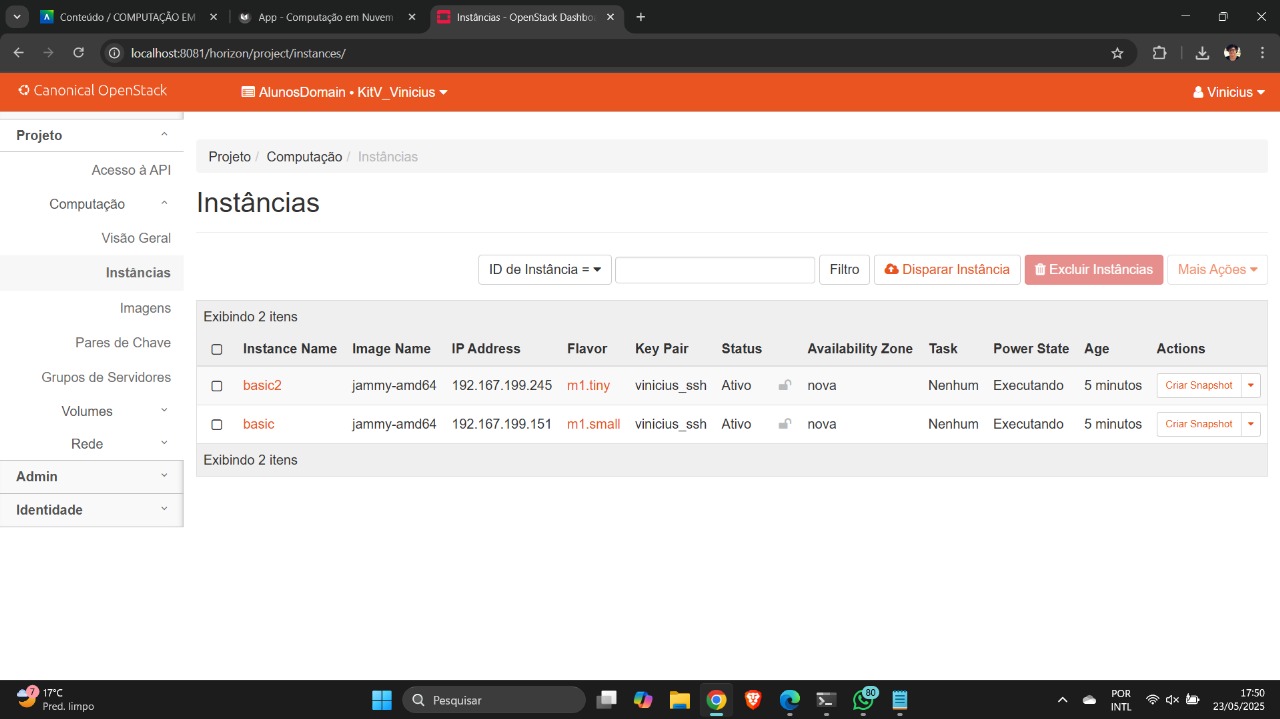 Conteúdo / COMPUTAÇÃO EM
App - Computação em Nuvem
Instâncias - OpenStack Dashbo
localhost:8081/horizon/project/instances/
Canonical OpenStack
AlunosDomain • KitV_Vinicius
Vinicius
Projeto
Acesso à API
Computação
Visão Geral
Instâncias
Imagens
Pares de Chave
Grupos de Servidores
Volumes
Rede
Admin
Identidade
Projeto / Computação / Instâncias
Instâncias
ID de Instância = Filtro Disparar Instância Excluir Instâncias Mais Ações
Exibindo 2 itens
Instance Name Image Name IP Address Flavor Key Pair Status Availability Zone Task Power State Age Actions
basic2 jammy-amd64 192.167.199.245 m1.tiny vinicius_ssh Ativo nova Nenhum Executando 5 minutos Criar Snapshot
basic jammy-amd64 192.167.199.151 m1.small vinicius_ssh Ativo nova Nenhum Executando 5 minutos Criar Snapshot
Exibindo 2 itens
7
17°C
Pred. limpo
Pesquisar
80
POR
INTL
17:50
23/05/2025